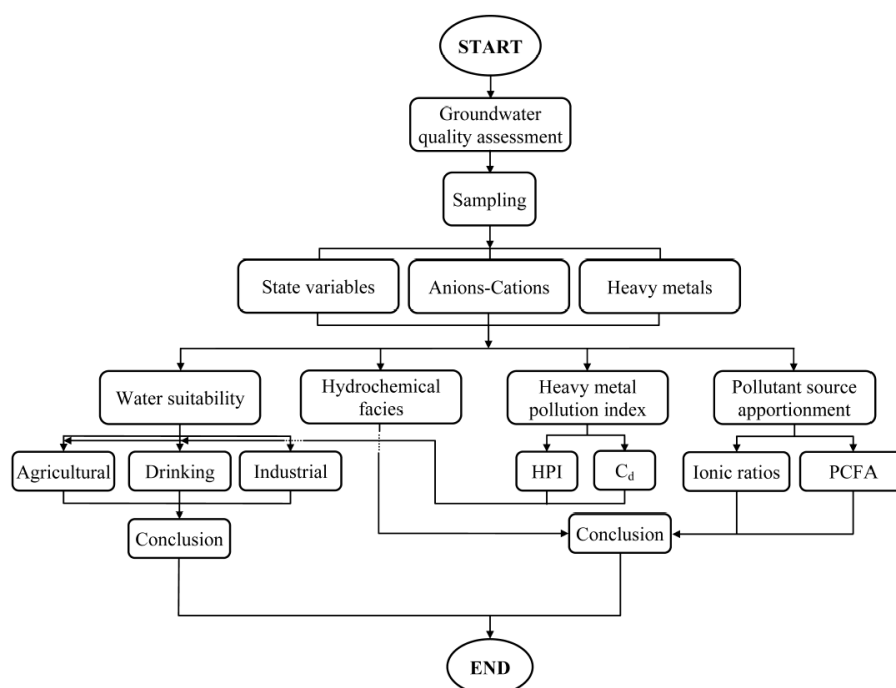 START
Groundwater
quality assessment
Sampling
State variables
Anions-Cations
Heavy metals
Water suitability
Hydrochemical
facies
Heavy metal
pollution index
Pollutant source
apportionment
Agricultural
Drinking
Industrial
HPI
Cd
Ionic ratios
PCFA
Conclusion
Conclusion
END